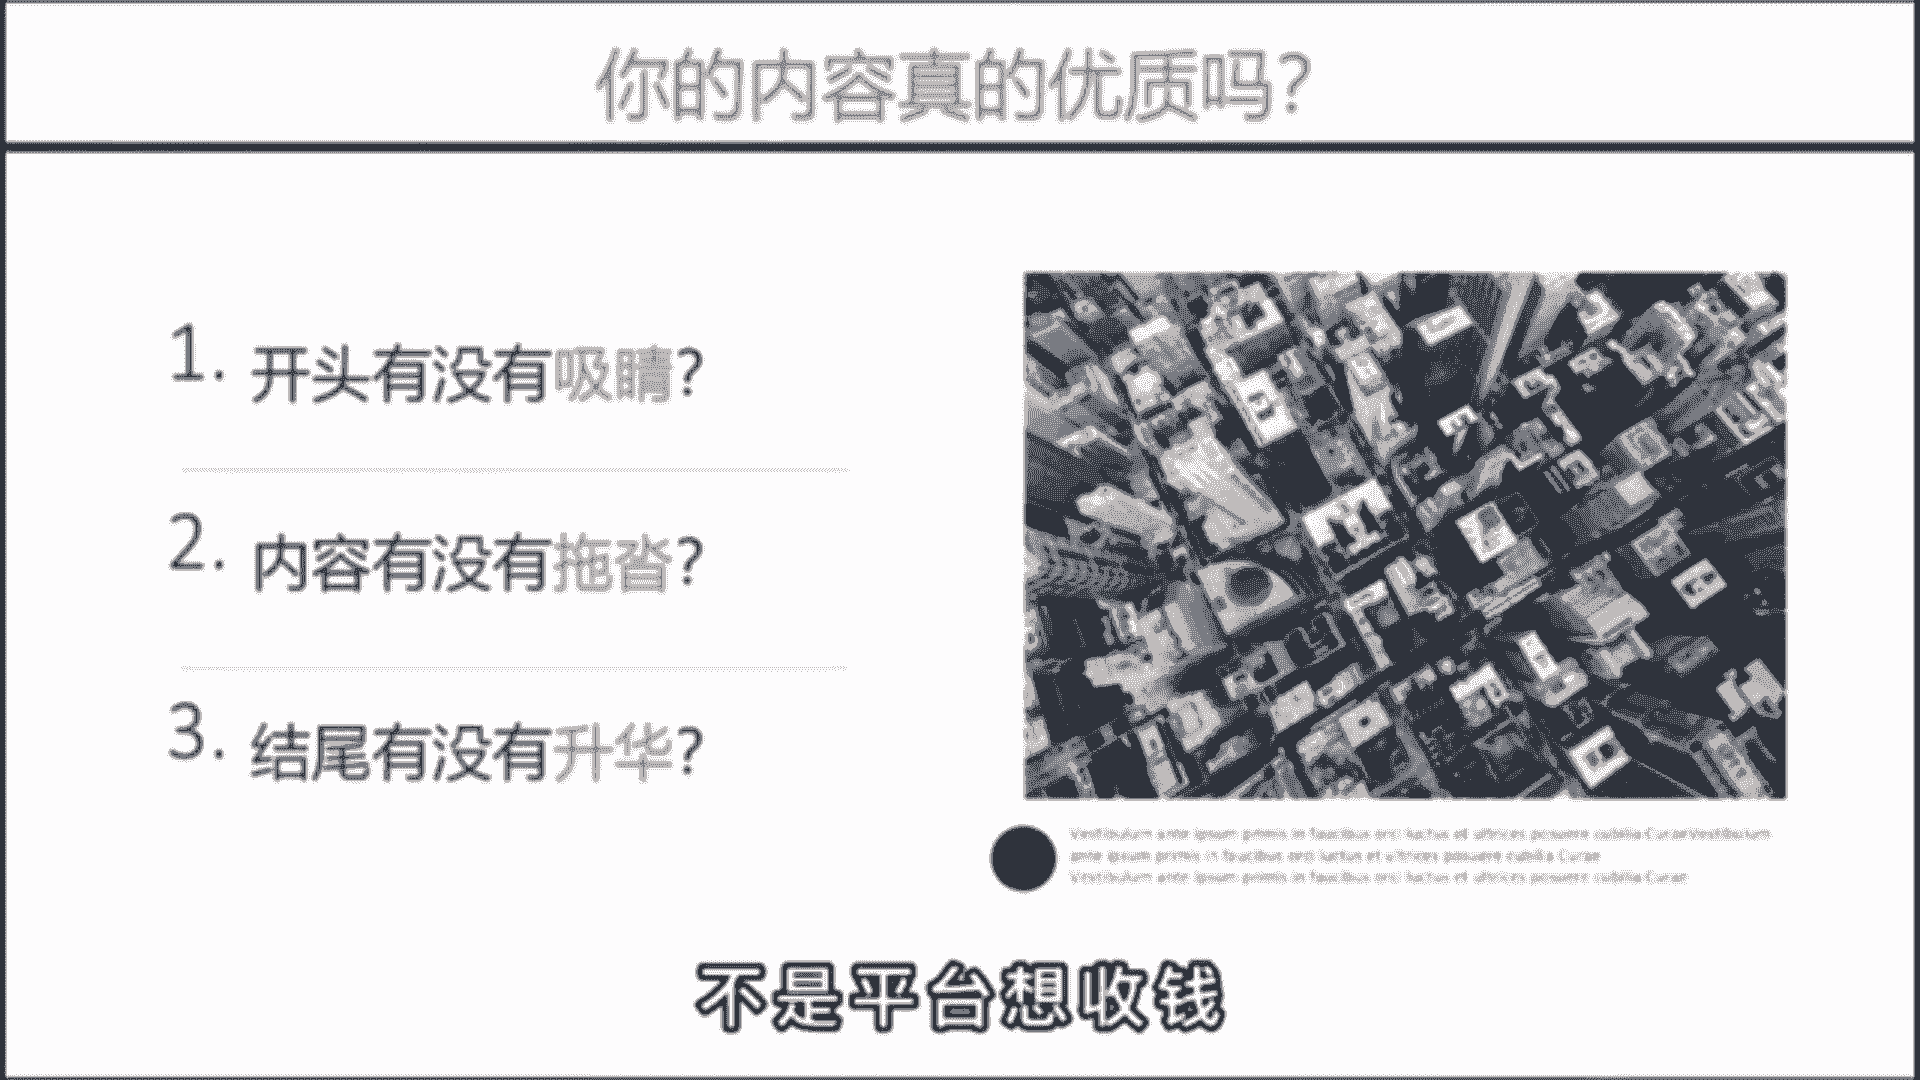 你的内容真的优质吗?
1. 开头有没有吸睛?
2. 内容有没有拖沓?
3. 结尾有没有升华?
Vestibulum ante ipsum primis in faucibus orci luctus et ultrices posuere cubilia CuraeVestibulum
ante ipsum primis in faucibus orci luctus et ultrices posuere cubilia Curae
Vestibulum ante ipsum primis in faucibus orci luctus et ultrices posuere cubilia Curae
不是平台想收钱